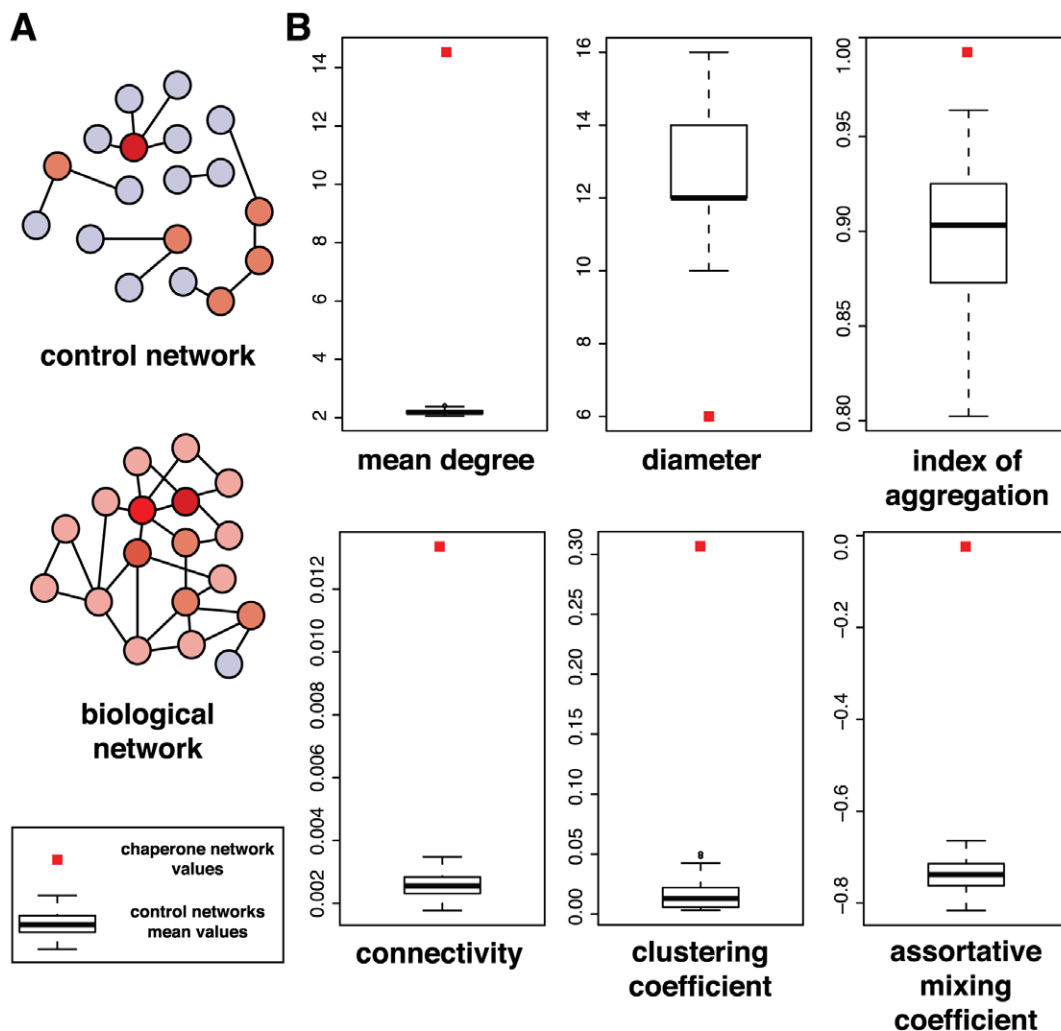 A
control network
biological
network
chaperone network
values
control networks
mean values
B
14
12
10
8
6
4
2
mean degree
16
14
12
10
8
6
diameter
1.00
0.95
0.90
0.85
0.80
index of
aggregation
0.012
0.010
0.008
0.006
0.004
0.002
connectivity
0.30
0.25
0.20
0.15
0.10
0.05
0.00
clustering
coefficient
0.0
−0.2
−0.4
−0.6
−0.8
assortative
mixing
coefficient